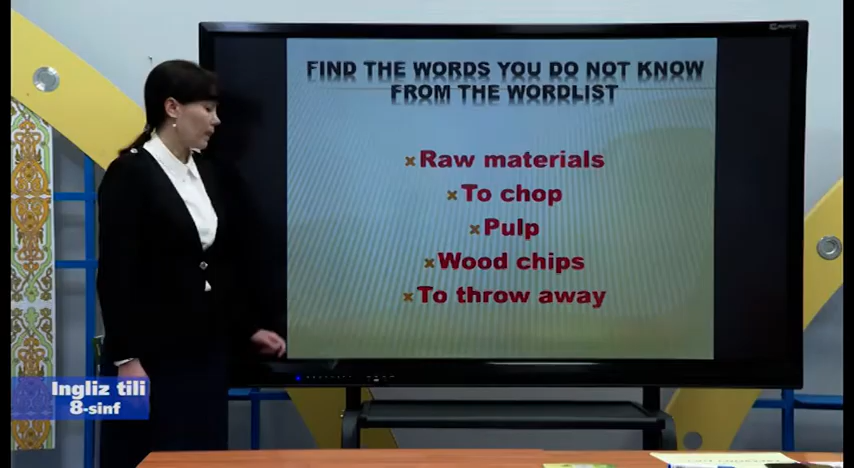 FIND THE WORDS YOU DO NOT KNOW
FROM THE WORDLIST
Raw materials
To chop
Pulp
Wood chips
To throw away
Ingliz tili
8-sinf